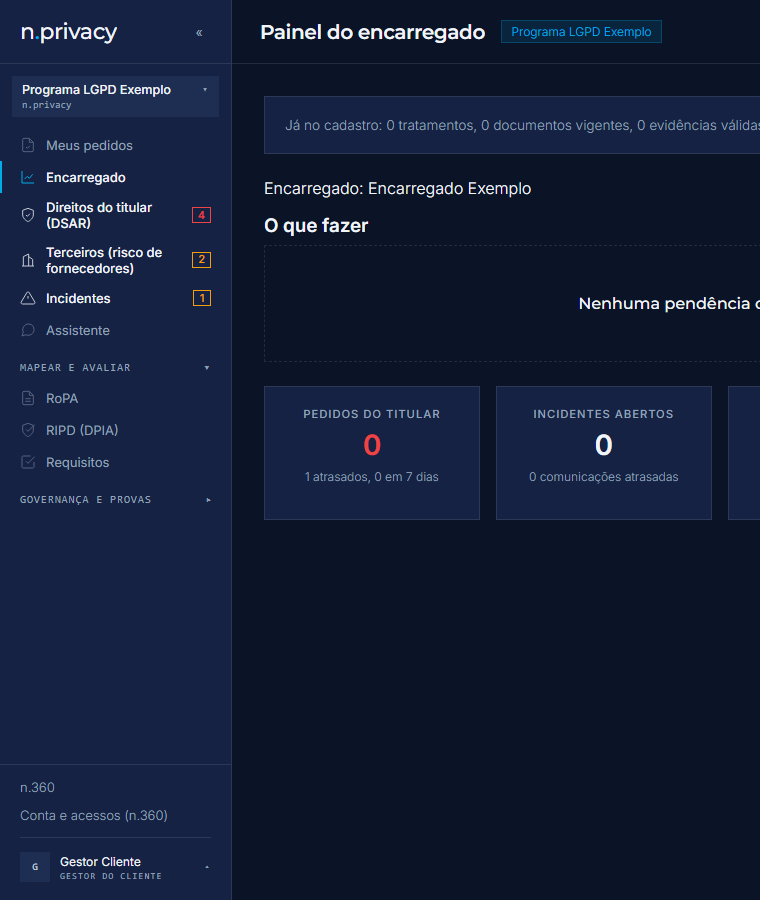 n.privacy «
Programa LGPD Exemplo ▾
n.privacy
Meus pedidos
Encarregado
Direitos do titular
(DSAR) 4
Terceiros (risco de
fornecedores) 2
Incidentes 1
Assistente
MAPEAR E AVALIAR ▾
RoPA
RIPD (DPIA)
Requisitos
GOVERNANÇA E PROVAS ▸
n.360
Conta e acessos (n.360)
G
Gestor Cliente
GESTOR DO CLIENTE
Painel do encarregado Programa LGPD Exemplo
Já no cadastro: 0 tratamentos, 0 documentos vigentes, 0 evidências válidas
Encarregado: Encarregado Exemplo
O que fazer
Nenhuma pendência
PEDIDOS DO TITULAR
0
1 atrasados, 0 em 7 dias
INCIDENTES ABERTOS
0
0 comunicações atrasadas